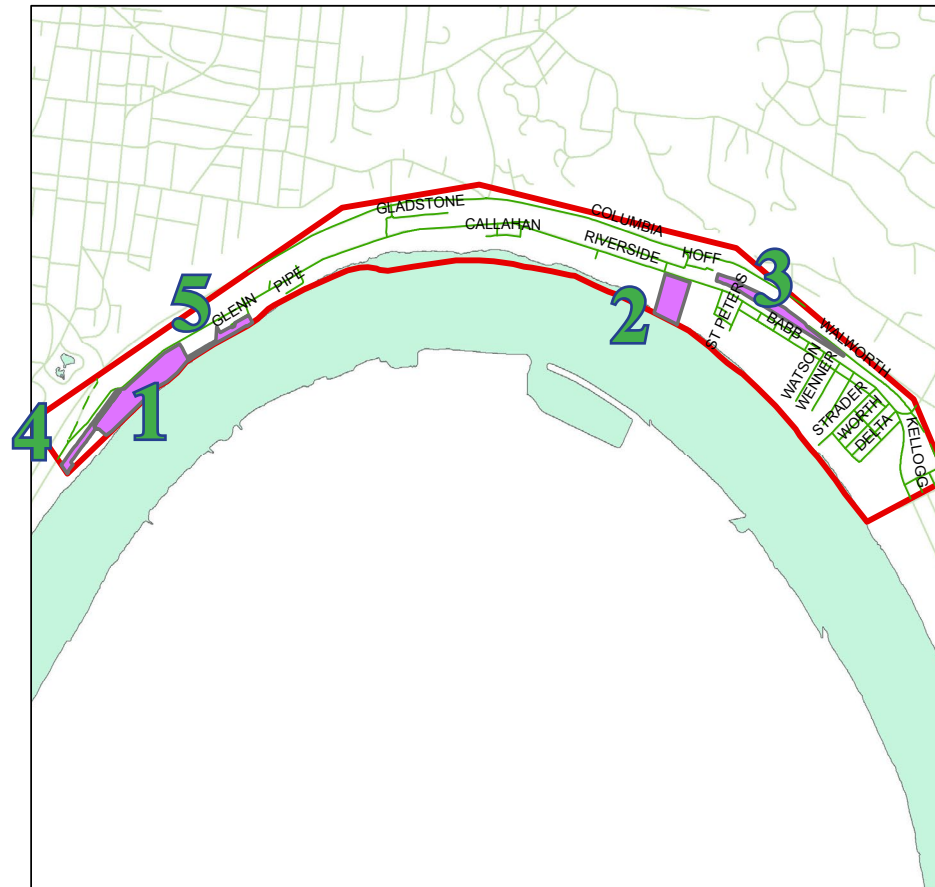 GLADSTONE
COLUMBIA
CALLAHAN
RIVERSIDE
HOFF
3
5
GLENN
PIPE
2
ST PETERS
BABB
WALWORTH
WATSON
WENNER
4
1
STRADER
WORTH
DELTA
KELLOGG